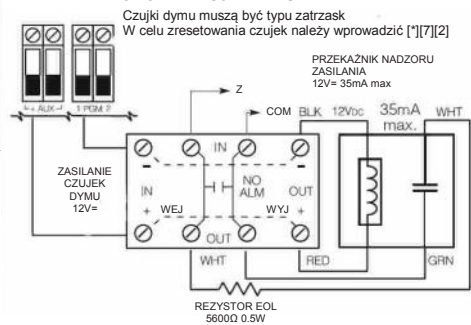 Czujki dymu muszą być typu zatrzask
W celu zresetowania czujek należy wprowadzić [*][7][2]
PRZEKAŹNIK NADZORU
ZASILANIA
12V= 35mA max
+ AUX - 1 PGM 2
Z
COM BLK 12VDC 35mA WHT
max.
IN
ZASILANIE
CZUJEK
DYMU
12V=
- -
IN NO OUT
ALM
+ WEJ WYJ +
OUT
WHT RED GRN
REZYSTOR EOL
5600Ω 0.5W